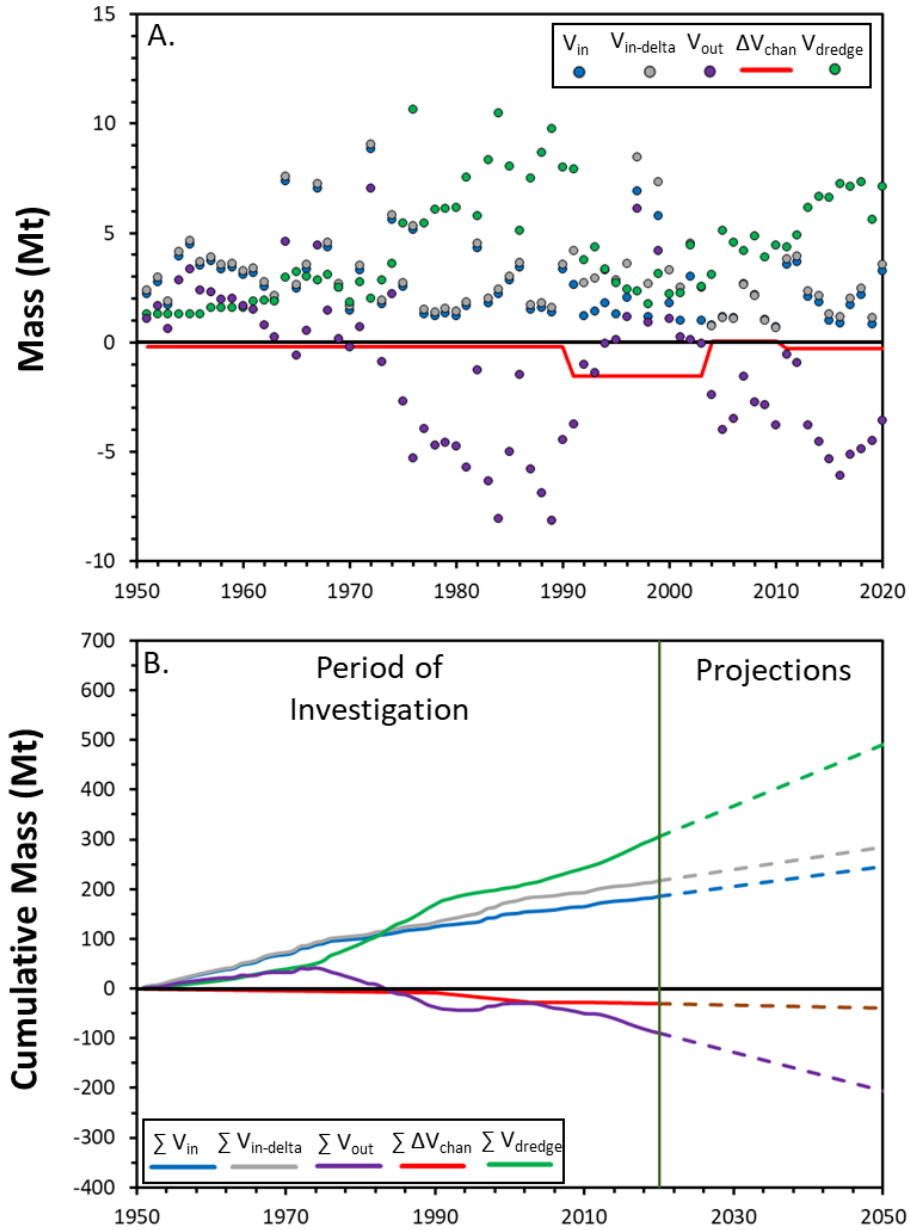 A.
V_in V_in-delta V_out ΔV_chan V_dredge
Mass (Mt)
15
10
5
0
-5
-10
1950 1960 1970 1980 1990 2000 2010 2020
B.
Period of
Investigation
Projections
Cumulative Mass (Mt)
700
600
500
400
300
200
100
0
-100
-200
-300
-400
∑ V_in ∑ V_in-delta ∑ V_out ∑ ΔV_chan ∑ V_dredge
1950 1970 1990 2010 2030 2050